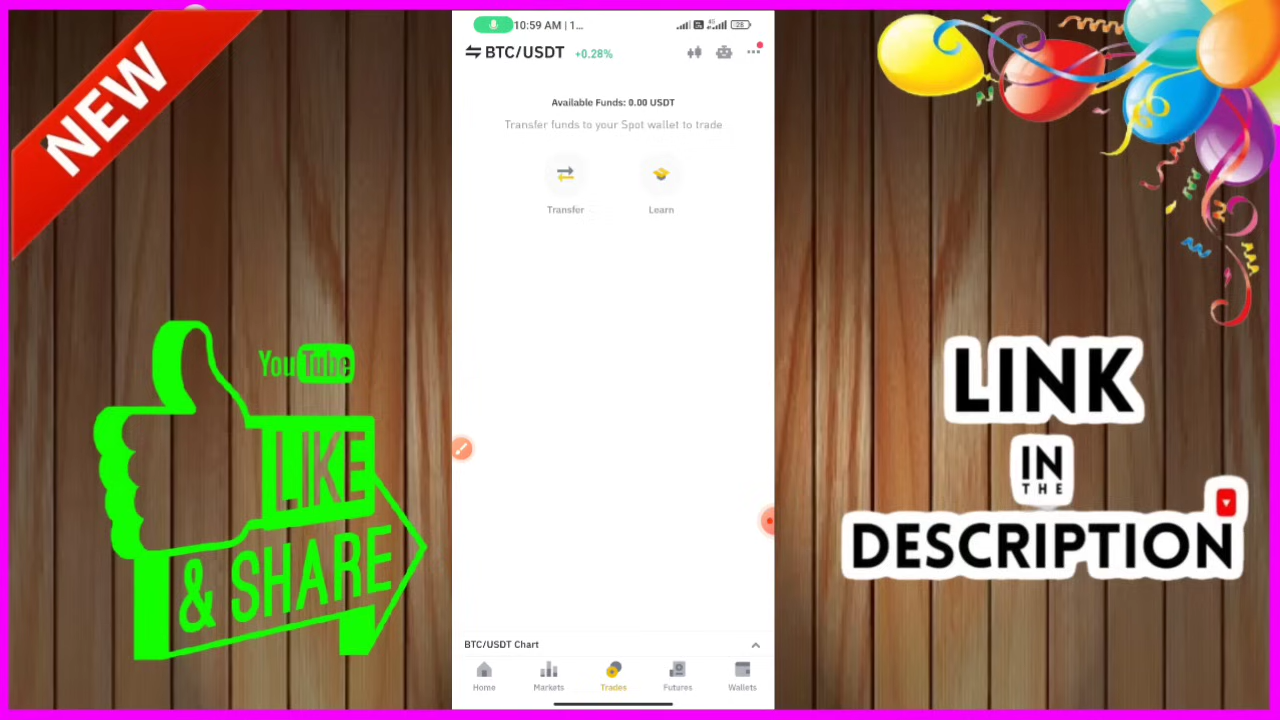 NEW
10:59 AM | 1...
28
BTC/USDT +0.28%
Available Funds: 0.00 USDT
Transfer funds to your Spot wallet to trade
Transfer
Learn
BTC/USDT Chart
Home
Markets
Trades
Futures
Wallets
YouTube
LIKE
& SHARE
LINK
IN
THE
DESCRIPTION